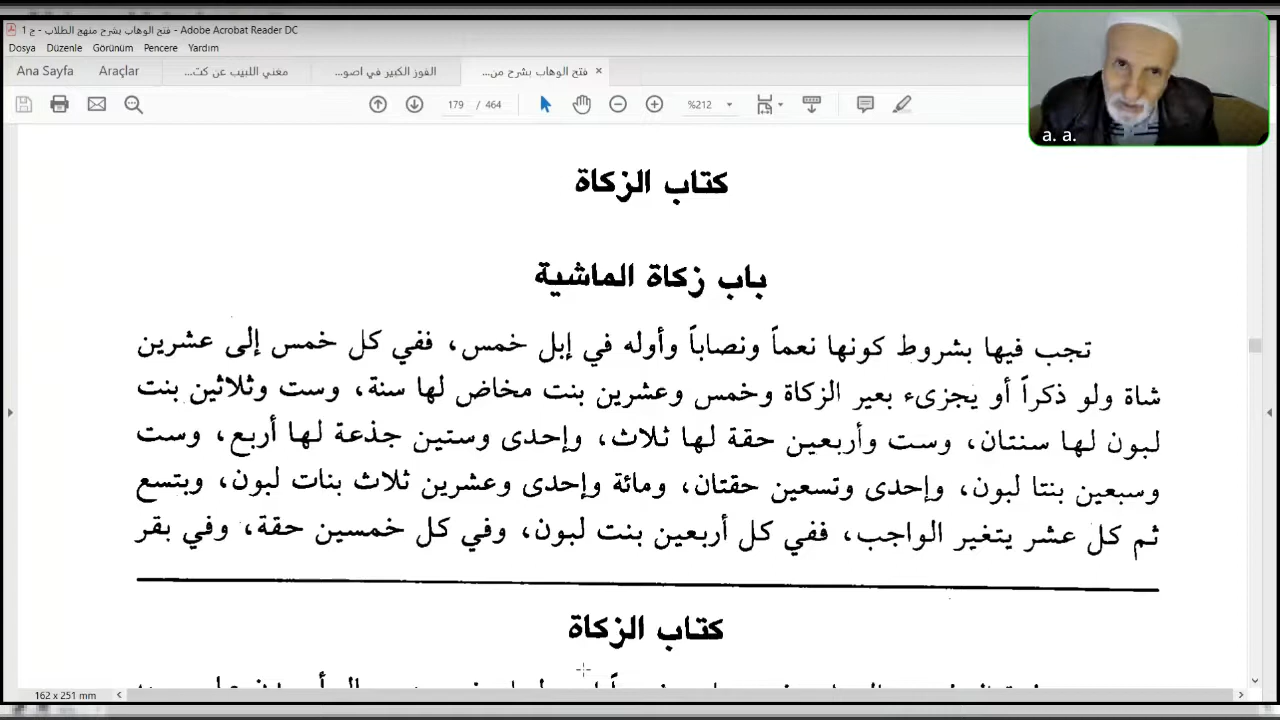 فتح الوهاب بشرح منهج الطلاب - ج 1 - Adobe Acrobat Reader DC
Dosya Düzenle Görünüm Pencere Yardım
Ana Sayfa Araçlar مغني اللبيب عن كت... الفوز الكبير في اصو... فتح الوهاب بشرح من... ×
179 / 464 %212
a. a.
كتاب الزكاة
باب زكاة الماشية
تجب فيها بشروط كونها نعماً ونصاباً وأوله في إبل خمس، ففي كل خمس إلى عشرين
شاة ولو ذكراً أو يجزىء بعير الزكاة وخمس وعشرين بنت مخاض لها سنة، وست وثلاثين بنت
لبون لها سنتان، وست وأربعين حقة لها ثلاث، وإحدى وستين جذعة لها أربع، وست
وسبعين بنتا لبون، وإحدى وتسعين حقتان، ومائة وإحدى وعشرين ثلاث بنات لبون، وبتسع
ثم كل عشر يتغير الواجب، ففي كل أربعين بنت لبون، وفي كل خمسين حقة، وفي بقر
كتاب الزكاة
162 x 251 mm